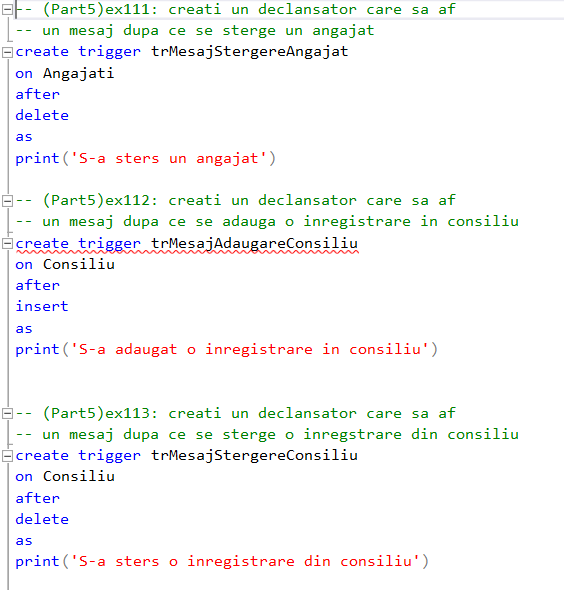 -- (Part5)ex111: creati un declansator care sa af
-- un mesaj dupa ce se sterge un angajat
create trigger trMesajStergereAngajat
on Angajati
after
delete
as
print('S-a sters un angajat')
-- (Part5)ex112: creati un declansator care sa af
-- un mesaj dupa ce se adauga o inregistrare in consiliu
create trigger trMesajAdaugareConsiliu
on Consiliu
after
insert
as
print('S-a adaugat o inregistrare in consiliu')
-- (Part5)ex113: creati un declansator care sa af
-- un mesaj dupa ce se sterge o inregstrare din consiliu
create trigger trMesajStergereConsiliu
on Consiliu
after
delete
as
print('S-a sters o inregistrare din consiliu')